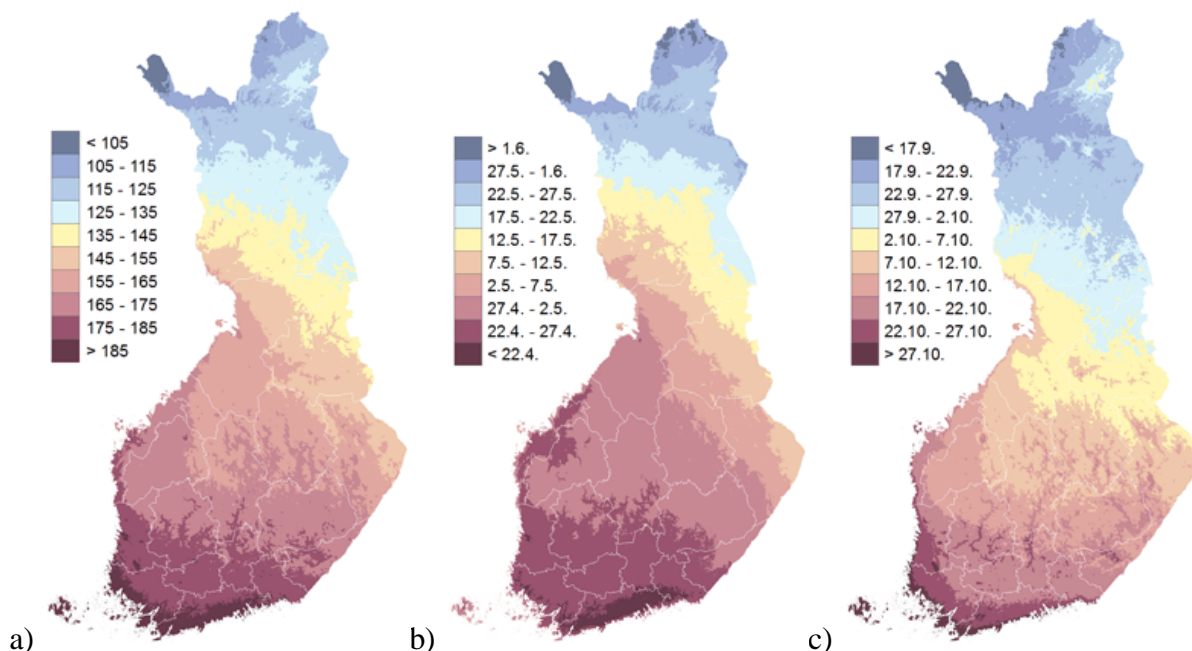 < 105
105 - 115
115 - 125
125 - 135
135 - 145
145 - 155
155 - 165
165 - 175
175 - 185
> 185
a)
> 1.6.
27.5. - 1.6.
22.5. - 27.5.
17.5. - 22.5.
12.5. - 17.5.
7.5. - 12.5.
2.5. - 7.5.
27.4. - 2.5.
22.4. - 27.4.
< 22.4.
b)
< 17.9.
17.9. - 22.9.
22.9. - 27.9.
27.9. - 2.10.
2.10. - 7.10.
7.10. - 12.10.
12.10. - 17.10.
17.10. - 22.10.
22.10. - 27.10.
> 27.10.
c)